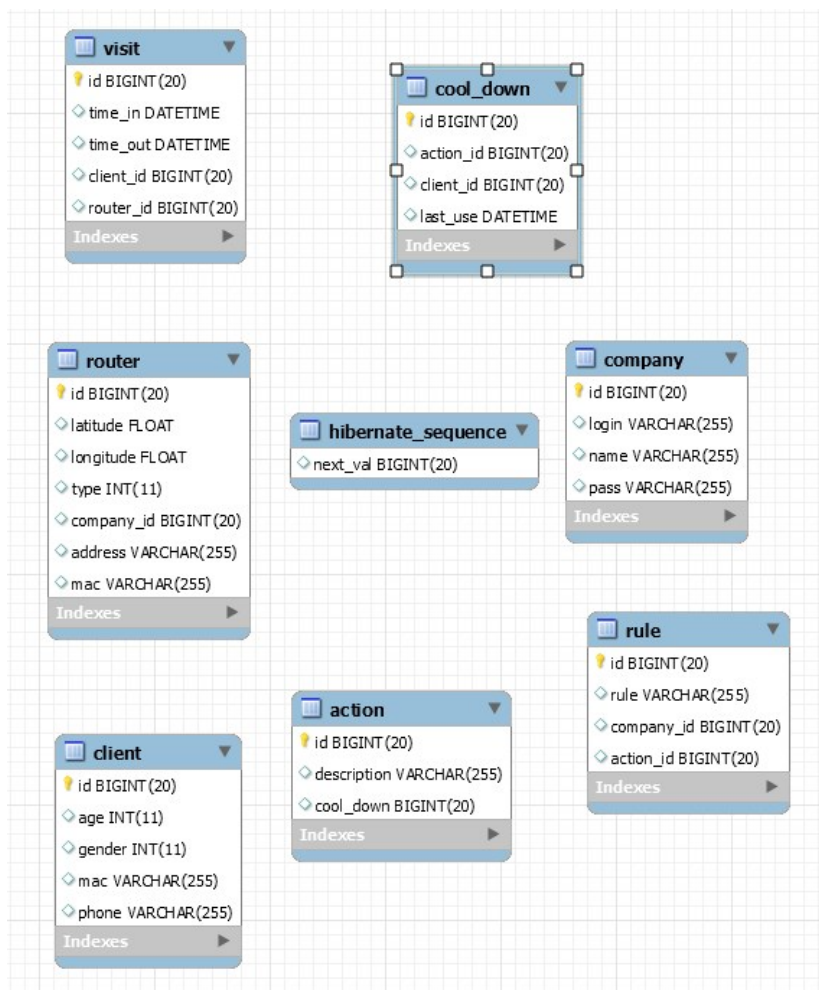 visit
id BIGINT(20)
time_in DATETIME
time_out DATETIME
client_id BIGINT(20)
router_id BIGINT(20)
Indexes
cool_down
id BIGINT(20)
action_id BIGINT(20)
client_id BIGINT(20)
last_use DATETIME
Indexes
router
id BIGINT(20)
latitude FLOAT
longitude FLOAT
type INT(11)
company_id BIGINT(20)
address VARCHAR(255)
mac VARCHAR(255)
Indexes
hibernate_sequence
next_val BIGINT(20)
company
id BIGINT(20)
login VARCHAR(255)
name VARCHAR(255)
pass VARCHAR(255)
Indexes
rule
id BIGINT(20)
rule VARCHAR(255)
company_id BIGINT(20)
action_id BIGINT(20)
Indexes
action
id BIGINT(20)
description VARCHAR(255)
cool_down BIGINT(20)
Indexes
client
id BIGINT(20)
age INT(11)
gender INT(11)
mac VARCHAR(255)
phone VARCHAR(255)
Indexes